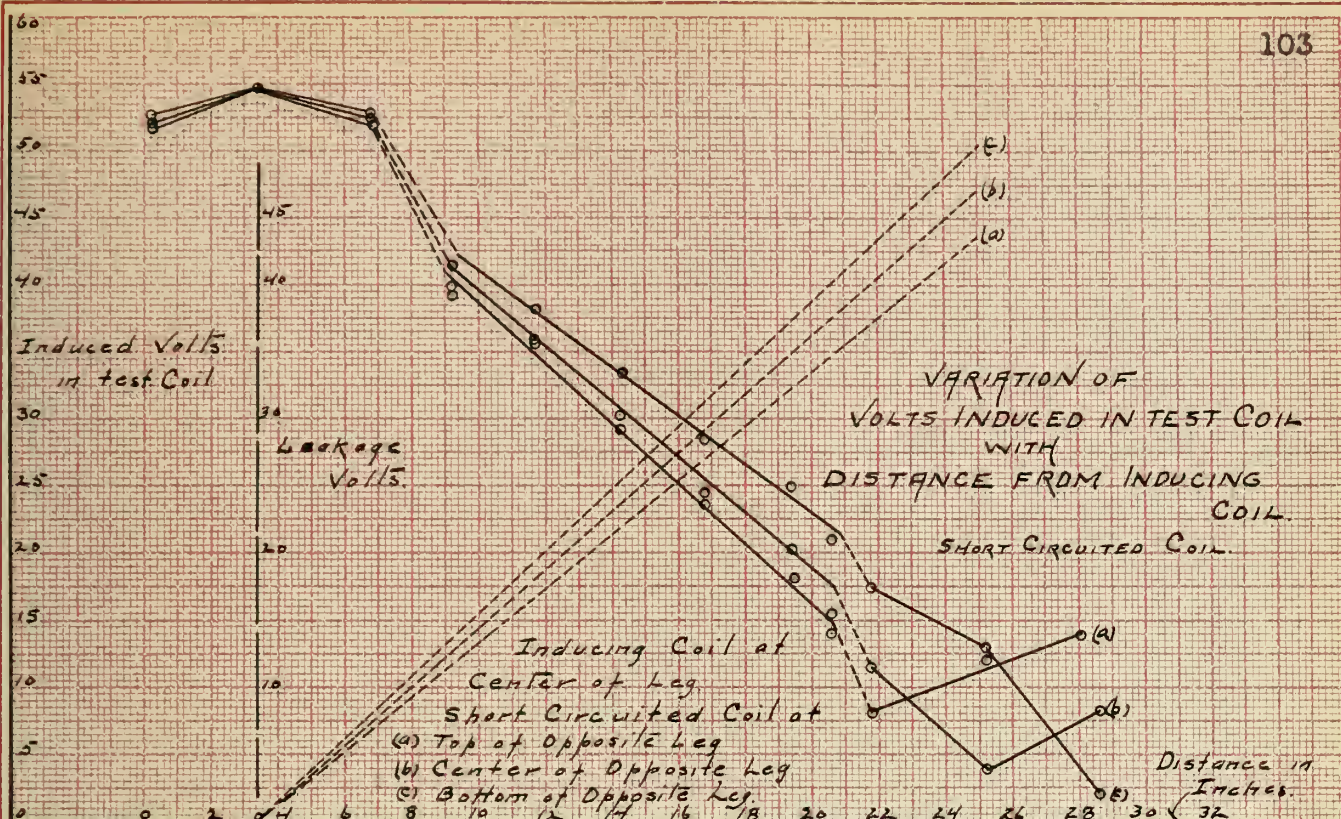 103
60
55
50
45
40
30
25
20
15
10
5
0
45
40
30
20
10
Induced Volts
in test Coil
Leakage
Volts.
(c)
(b)
(a)
VARIATION OF
VOLTS INDUCED IN TEST COIL
WITH
DISTANCE FROM INDUCING
COIL.
SHORT CIRCUITED COIL.
Inducing Coil at
Center of Leg
Short Circuited Coil at
(a) Top of Opposite Leg
(b) Center of Opposite Leg
(c) Bottom of Opposite Leg.
(a)
(b)
(c)
Distance in
Inches.
2 0 4 6 8 10 12 14 16 18 20 22 24 26 28 30 32